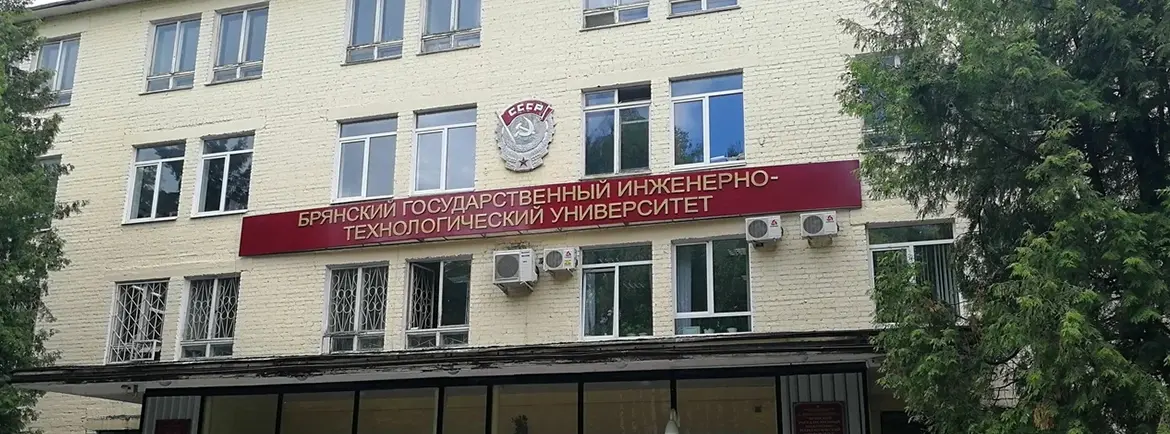 СССР
БРЯНСКИЙ ГОСУДАРСТВЕННЫЙ ИНЖЕНЕРНО-
ТЕХНОЛОГИЧЕСКИЙ УНИВЕРСИТЕТ